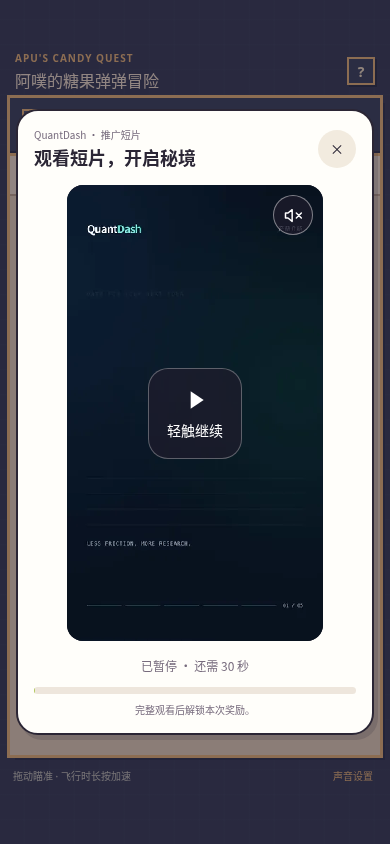 APU'S CANDY QUEST
阿噗的糖果弹弹冒险
?
QuantDash · 推广短片
观看短片，开启秘境
QuantDash
轻触继续
LESS FRICTION, MORE RESEARCH.
01 / 05
已暂停 · 还需 30 秒
完整观看后解锁本次奖励。
拖动瞄准 · 飞行时长按加速
声音设置